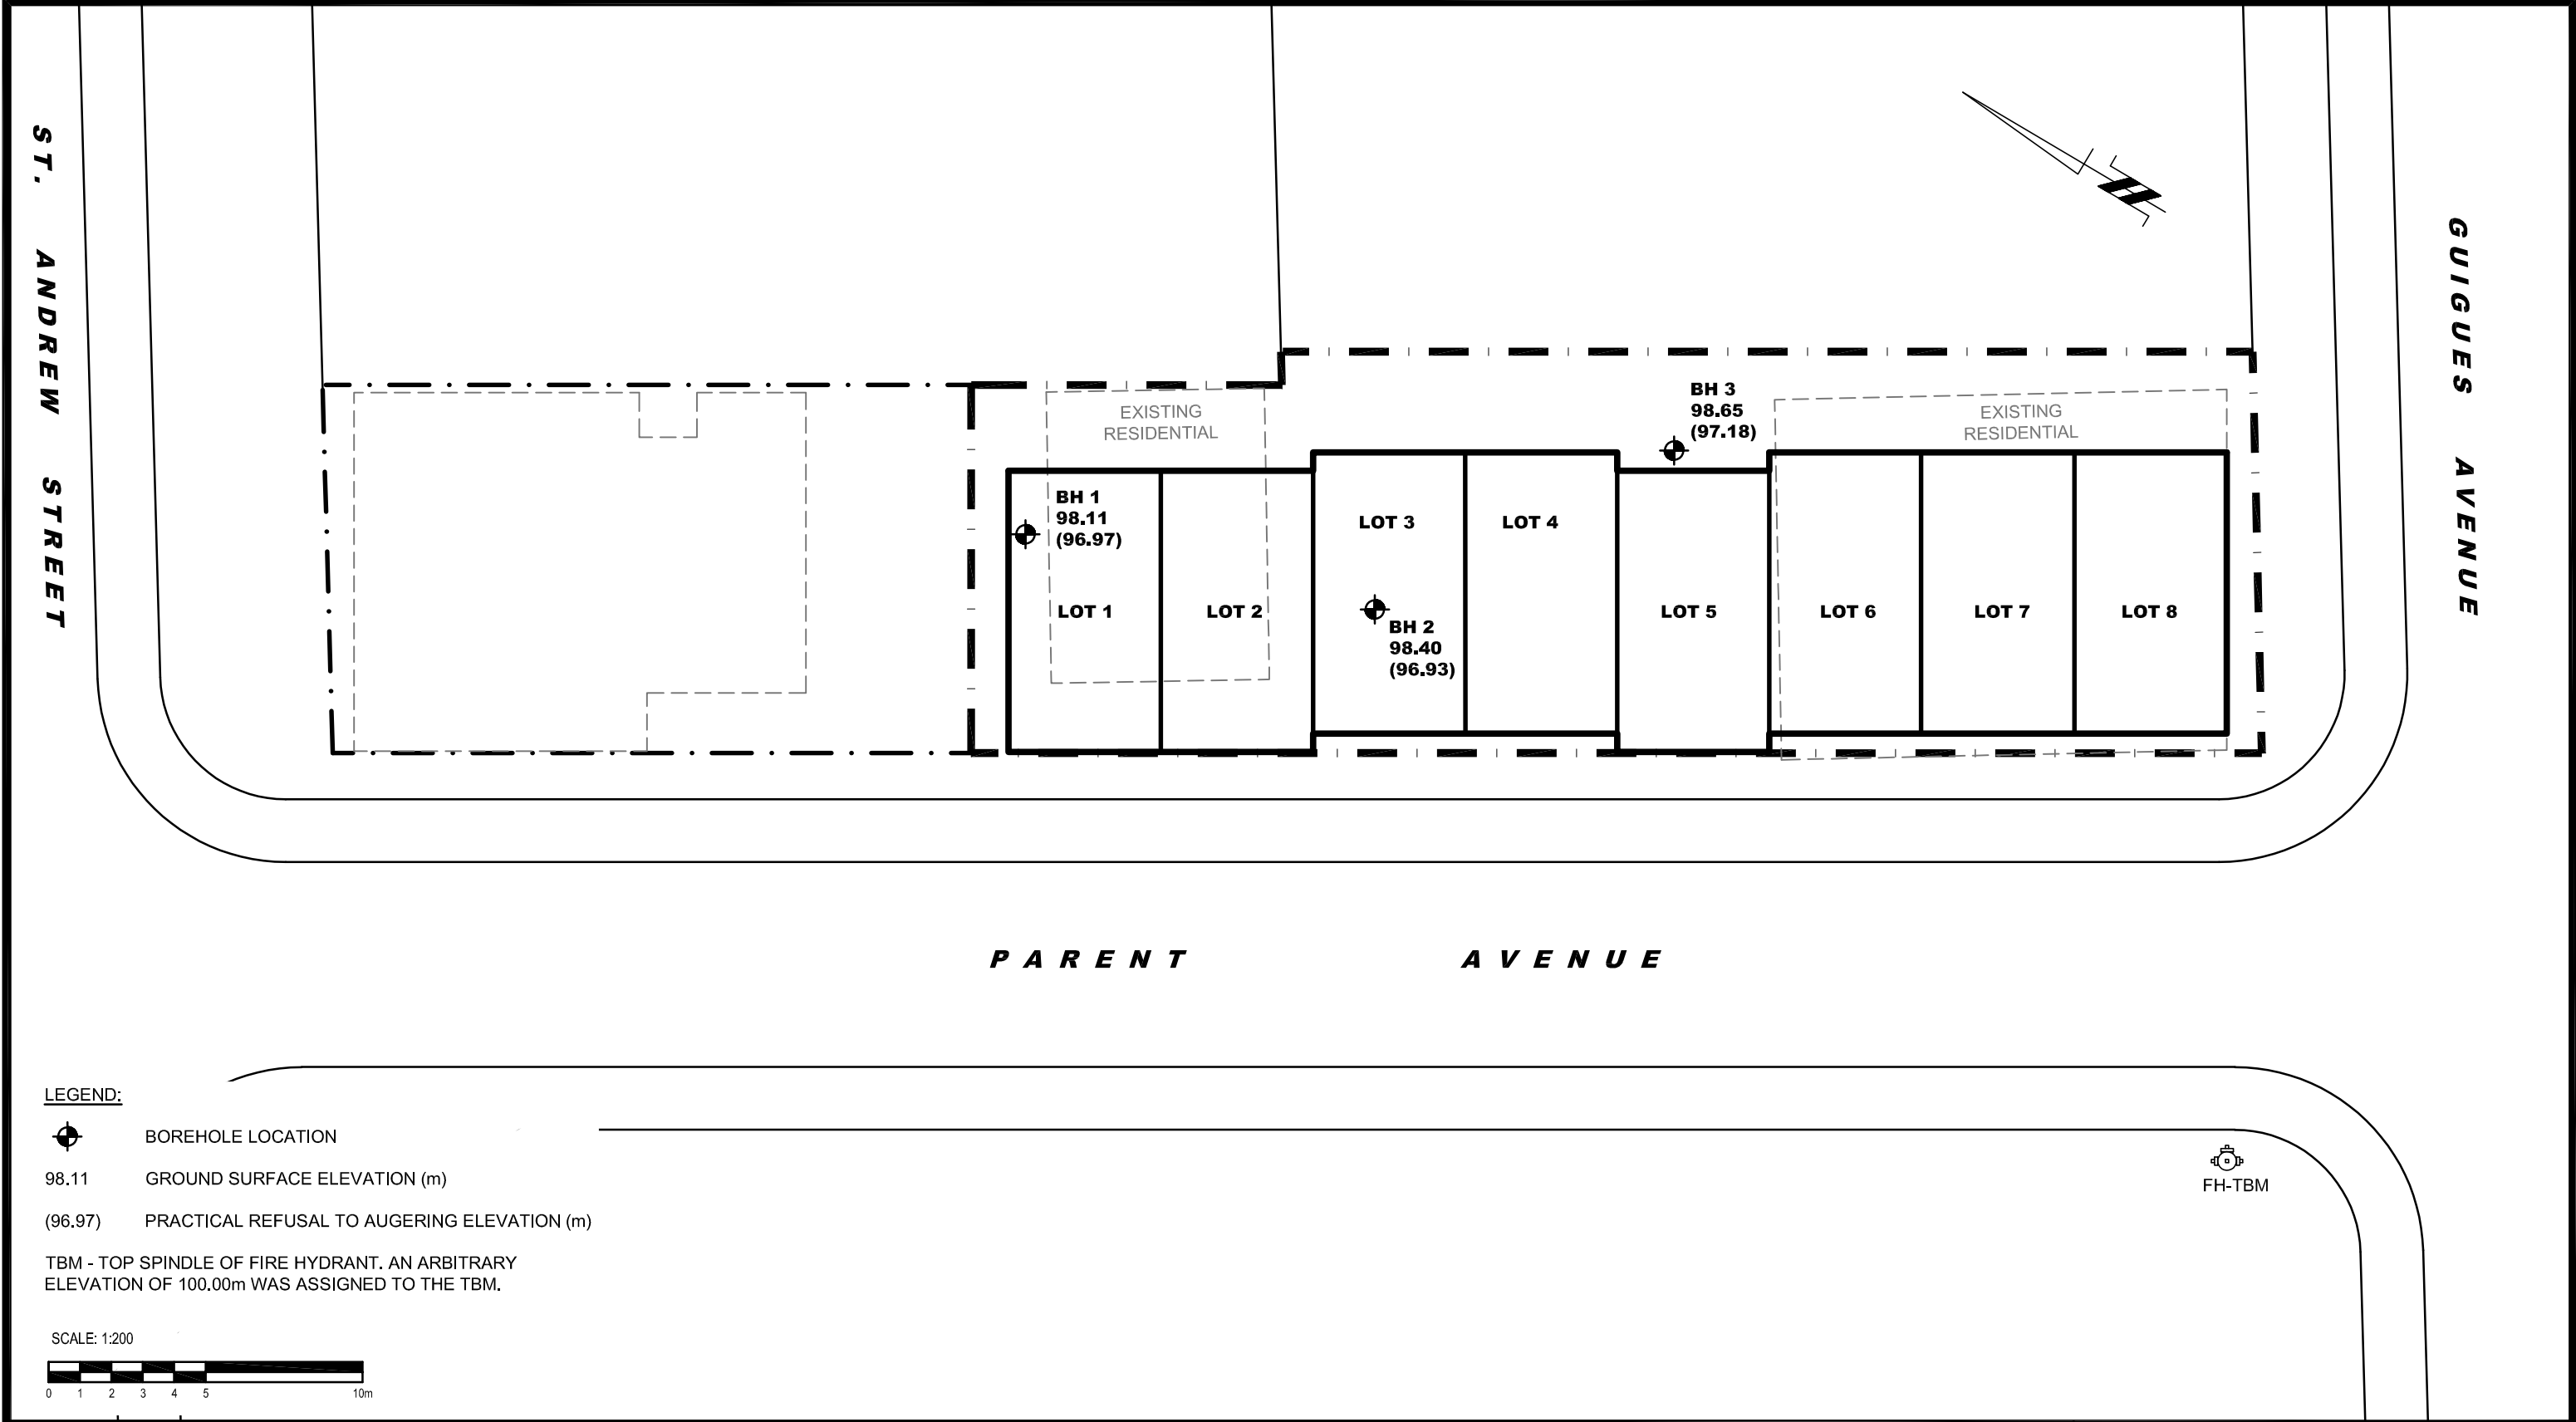 ST. ANDREW STREET
GUIGUES AVENUE
EXISTING
RESIDENTIAL
BH 3
98.65
(97.18)
EXISTING
RESIDENTIAL
BH 1
98.11
(96.97)
LOT 1
LOT 2
LOT 3
LOT 4
BH 2
98.40
(96.93)
LOT 5
LOT 6
LOT 7
LOT 8
PARENT AVENUE
LEGEND:
BOREHOLE LOCATION
98.11 GROUND SURFACE ELEVATION (m)
(96.97) PRACTICAL REFUSAL TO AUGERING ELEVATION (m)
TBM - TOP SPINDLE OF FIRE HYDRANT. AN ARBITRARY
ELEVATION OF 100.00m WAS ASSIGNED TO THE TBM.
FH-TBM
SCALE: 1:200
0 1 2 3 4 5 10m